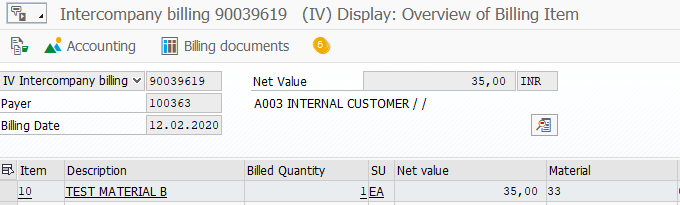 Intercompany billing 90039619 (IV) Display: Overview of Billing Item
Accounting Billing documents 5
IV Intercompany billing 90039619 Net Value 35,00 INR
Payer 100363 A003 INTERNAL CUSTOMER / /
Billing Date 12.02.2020
Item Description Billed Quantity SU Net value Material
10 TEST MATERIAL B 1 EA 35,00 33